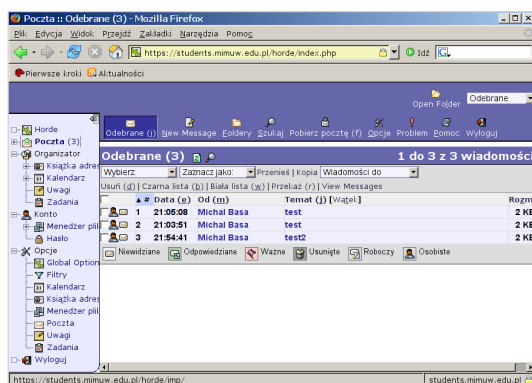 Poczta :: Odebrane (3) - Mozilla Firefox
Plik Edycja Widok Przejdź Zakładki Narzędzia Pomoc
https://students.mimuw.edu.pl/horde/index.php Idź
Pierwsze kroki Aktualności
Open Folder Odebrane
Odebrane (i) New Message Foldery Szukaj Pobierz pocztę (f) Opcje Problem Pomoc Wyloguj
Horde
Poczta (3)
Organizator
Książka adres
Kalendarz
Uwagi
Zadania
Konto
Menedżer plik
Hasło
Opcje
Global Option
Filtry
Kalendarz
Książka adres
Menedżer plik
Poczta
Uwagi
Zadania
Wyloguj
Odebrane (3) 1 do 3 z 3 wiadomości
Wybierz: Zaznacz jako: Przenieś | Kopia Wiadomości do
Usuń (d) | Czarna lista (b) | Biała lista (w) | Przekaż (r) | View Messages
# Data (e) Od (m) Temat (j) [Wątek] Rozm
1 21:05:08 Michal Basa test 2 KB
2 21:03:51 Michal Basa test 2 KB
3 21:54:41 Michal Basa test2 2 KB
Niewidziane Odpowiedziane Ważne Usunięte Roboczy Osobiste
https://students.mimuw.edu.pl/horde/imp/ students.mimuw.edu.pl